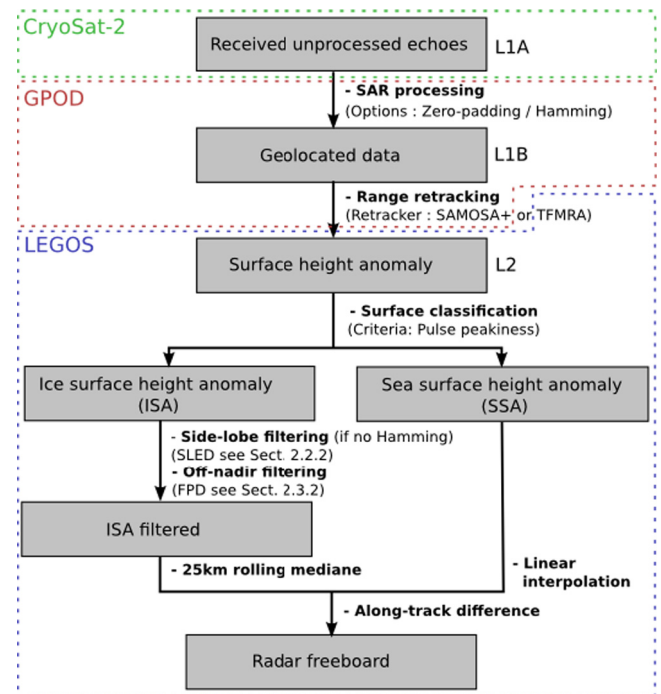 CryoSat-2
Received unprocessed echoes
L1A
GPOD
- SAR processing
(Options : Zero-padding / Hamming)
Geolocated data
L1B
- Range retracking
(Retracker : SAMOSA+ or TFMRA)
LEGOS
Surface height anomaly
L2
- Surface classification
(Criteria: Pulse peakiness)
Ice surface height anomaly
(ISA)
Sea surface height anomaly
(SSA)
- Side-lobe filtering (if no Hamming)
(SLED see Sect. 2.2.2)
- Off-nadir filtering
(FPD see Sect. 2.3.2)
ISA filtered
- 25km rolling mediane
- Linear
interpolation
- Along-track difference
Radar freeboard